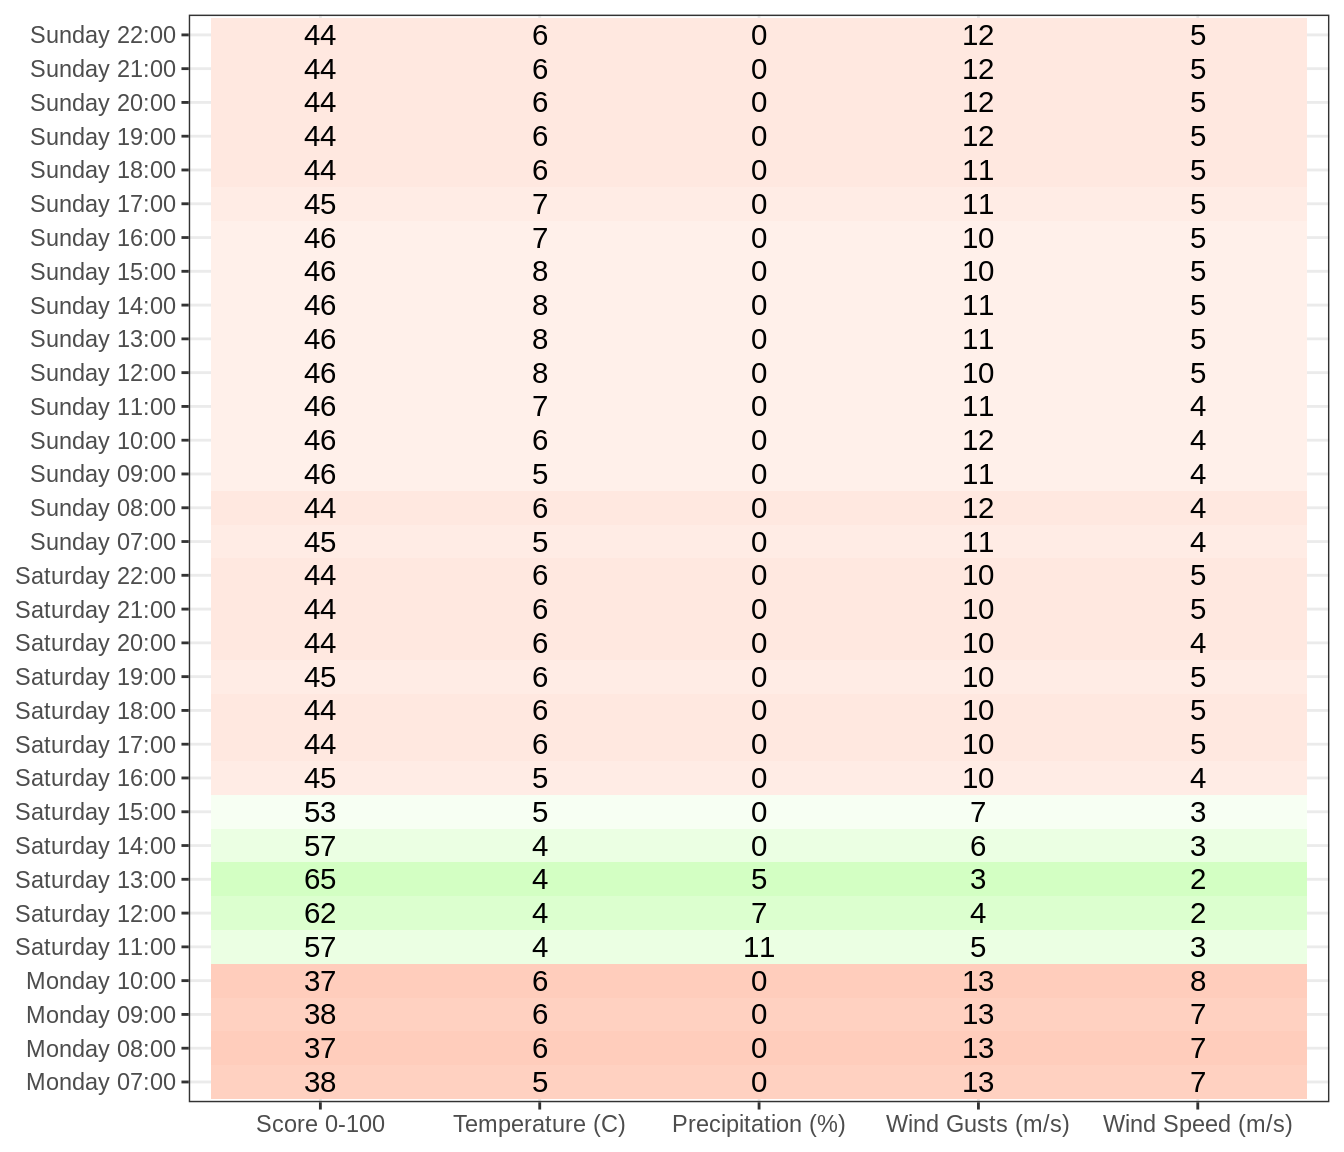 Sunday 22:00 44 6 0 12 5
Sunday 21:00 44 6 0 12 5
Sunday 20:00 44 6 0 12 5
Sunday 19:00 44 6 0 12 5
Sunday 18:00 44 6 0 11 5
Sunday 17:00 45 7 0 11 5
Sunday 16:00 46 7 0 10 5
Sunday 15:00 46 8 0 10 5
Sunday 14:00 46 8 0 11 5
Sunday 13:00 46 8 0 11 5
Sunday 12:00 46 8 0 10 5
Sunday 11:00 46 7 0 11 4
Sunday 10:00 46 6 0 12 4
Sunday 09:00 46 5 0 11 4
Sunday 08:00 44 6 0 12 4
Sunday 07:00 45 5 0 11 4
Saturday 22:00 44 6 0 10 5
Saturday 21:00 44 6 0 10 5
Saturday 20:00 44 6 0 10 4
Saturday 19:00 45 6 0 10 5
Saturday 18:00 44 6 0 10 5
Saturday 17:00 44 6 0 10 5
Saturday 16:00 45 5 0 10 4
Saturday 15:00 53 5 0 7 3
Saturday 14:00 57 4 0 6 3
Saturday 13:00 65 4 5 3 2
Saturday 12:00 62 4 7 4 2
Saturday 11:00 57 4 11 5 3
Monday 10:00 37 6 0 13 8
Monday 09:00 38 6 0 13 7
Monday 08:00 37 6 0 13 7
Monday 07:00 38 5 0 13 7
Score 0-100 Temperature (C) Precipitation (%) Wind Gusts (m/s) Wind Speed (m/s)